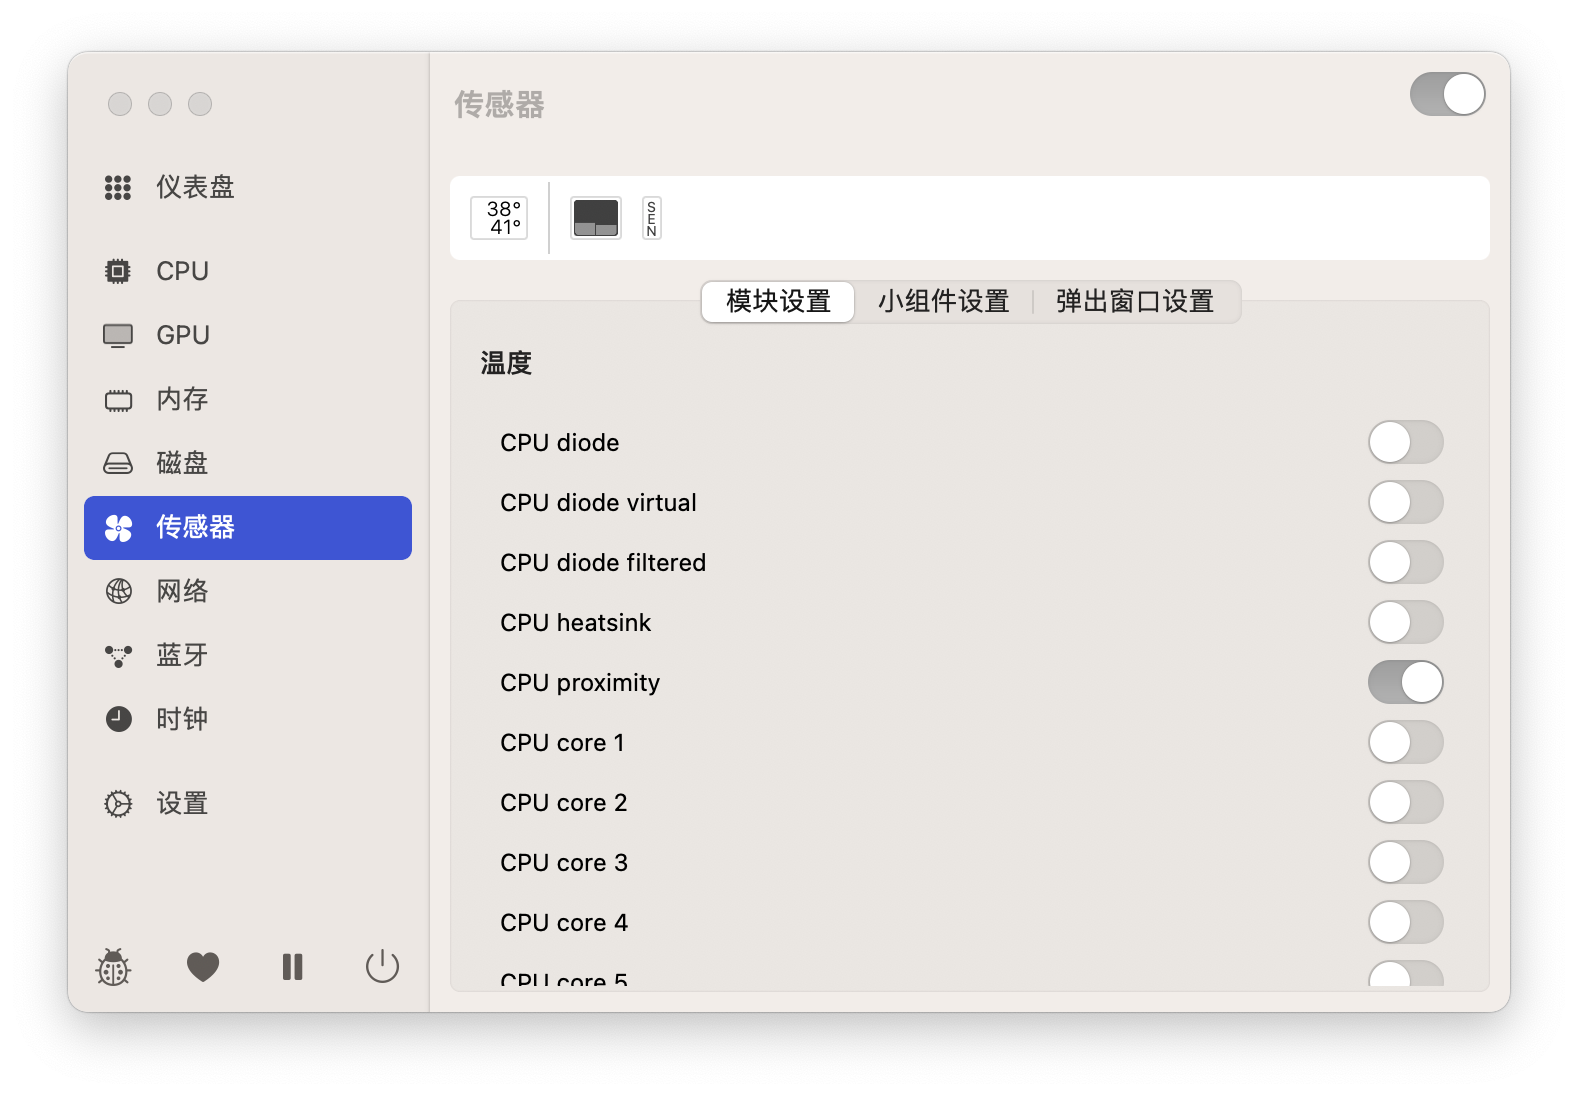 传感器
仪表盘
CPU
GPU
内存
磁盘
传感器
网络
蓝牙
时钟
设置
38°
41°
SEN
模块设置
小组件设置
弹出窗口设置
温度
CPU diode
CPU diode virtual
CPU diode filtered
CPU heatsink
CPU proximity
CPU core 1
CPU core 2
CPU core 3
CPU core 4
CPU core 5